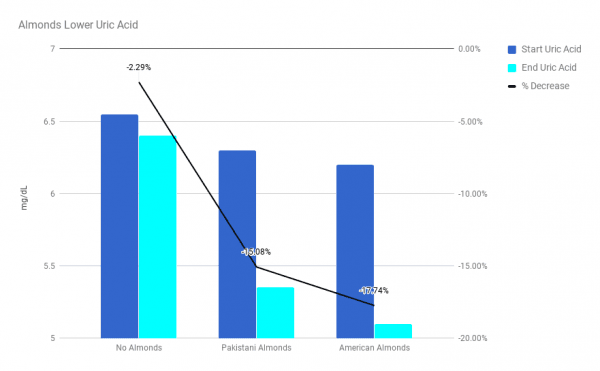 Almonds Lower Uric Acid
7
0.00%
Start Uric Acid
End Uric Acid
% Decrease
-2.29%
6.5
-5.00%
6
-10.00%
mg/dL
-15.08%
5.5
-15.00%
-17.74%
5
-20.00%
No Almonds
Pakistani Almonds
American Almonds